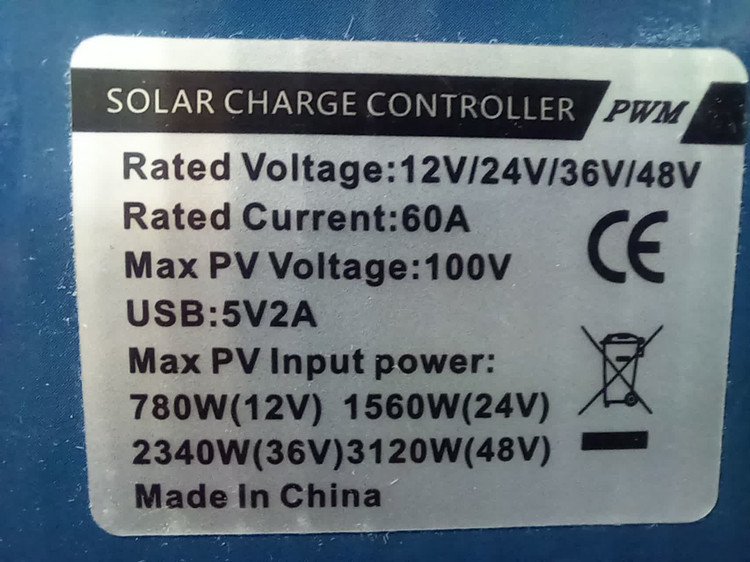 SOLAR CHARGE CONTROLLER PWM
Rated Voltage:12V/24V/36V/48V
Rated Current:60A
Max PV Voltage:100V
CE
USB:5V2A
Max PV Input power:
780W(12V) 1560W(24V)
2340W(36V)3120W(48V)
Made In China